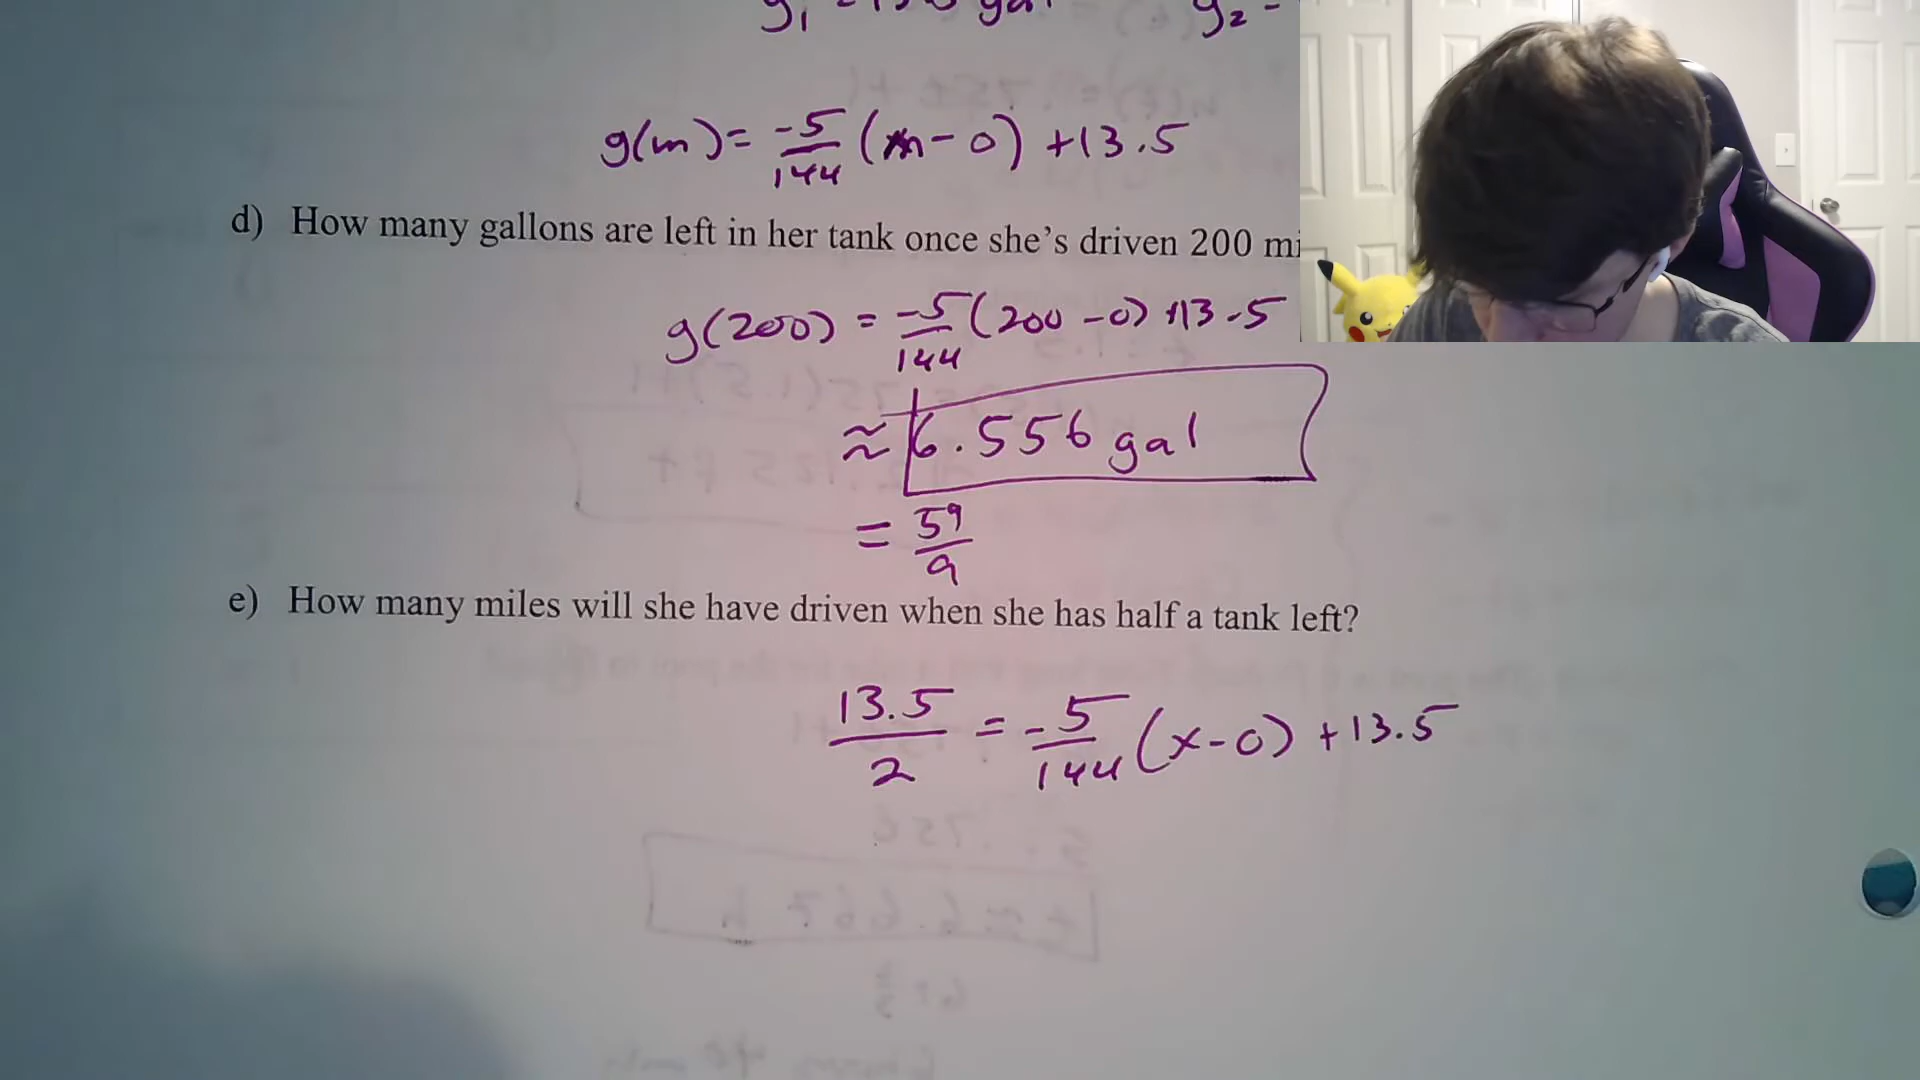 g(m) = -5/144 (m-0) +13.5
d) How many gallons are left in her tank once she's driven 200
g(200) = -5/144 (200-0) +13.5
≈ 6.556 gal
= 59/9
e) How many miles will she have driven when she has half a tank left?
13.5/2 = -5/144 (x-0) +13.5